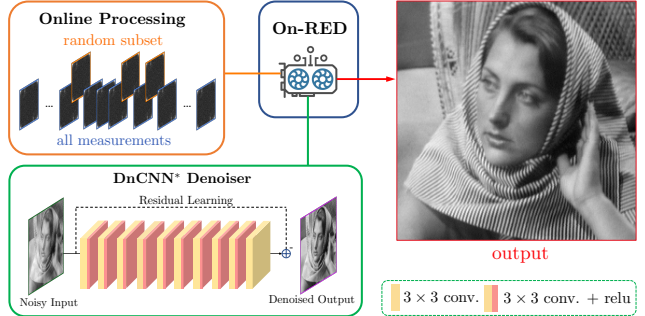 Online Processing
random subset
... ...
all measurements
On-RED
output
DnCNN* Denoiser
Residual Learning
-
Noisy Input
Denoised Output
3 × 3 conv. 3 × 3 conv. + relu